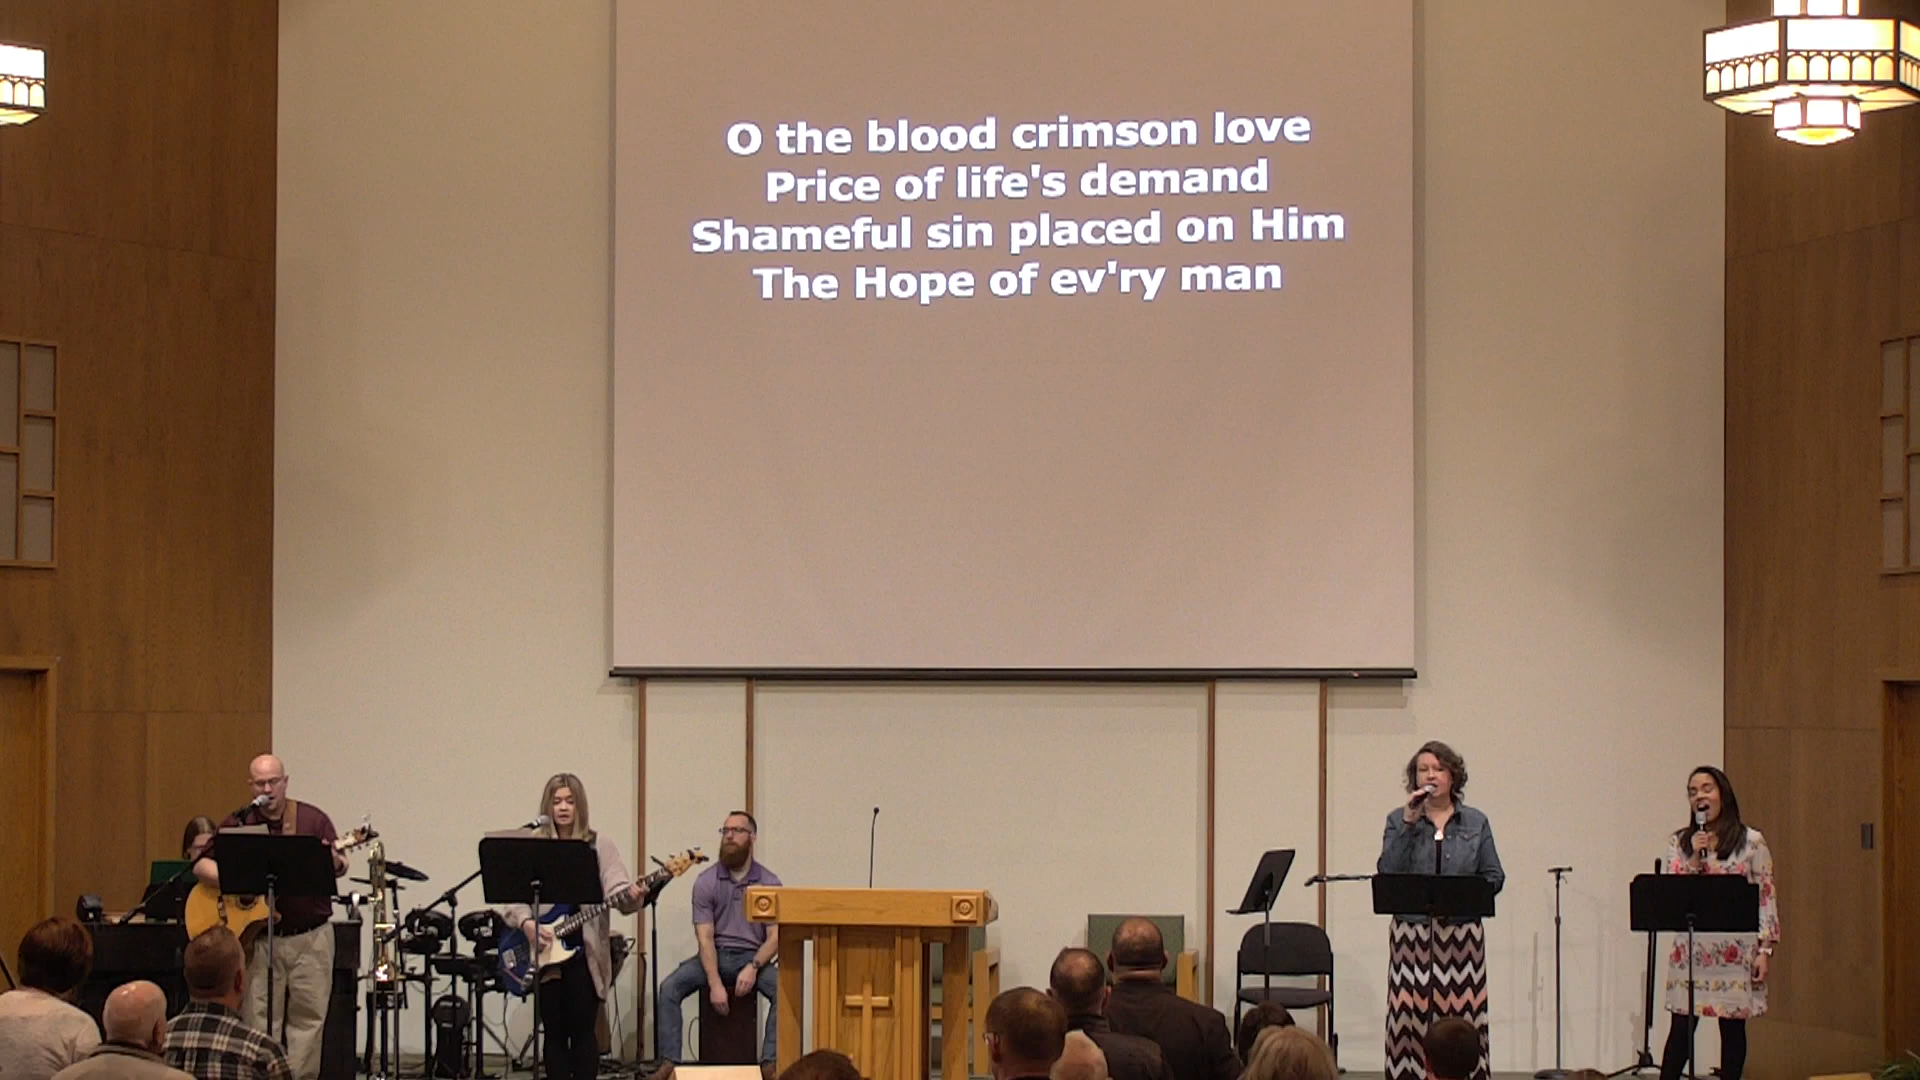 O the blood crimson love
Price of life's demand
Shameful sin placed on Him
The Hope of ev'ry man